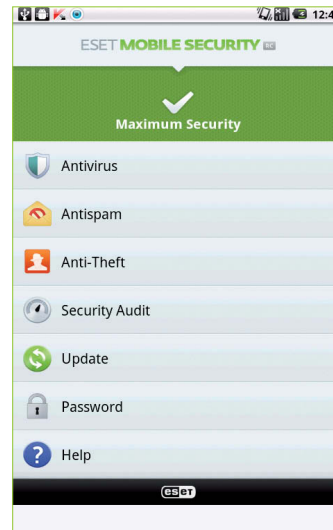 12:4
ESET MOBILE SECURITY
Maximum Security
Antivirus
Antispam
Anti-Theft
Security Audit
Update
Password
Help
eset